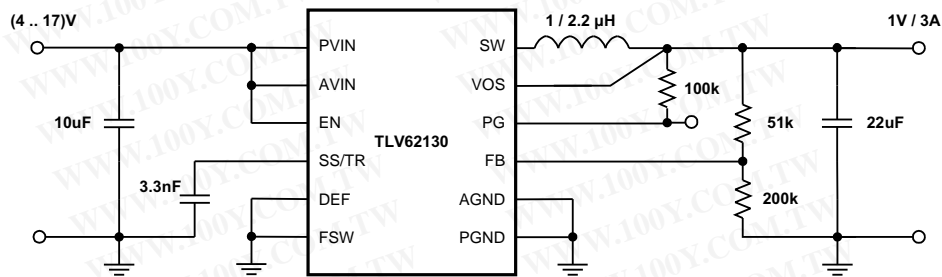 (4 .. 17)V
1 / 2.2 µH
1V / 3A
PVIN
SW
AVIN
VOS
100k
10uF
EN
PG
51k
22uF
TLV62130
SS/TR
FB
3.3nF
DEF
AGND
200k
FSW
PGND
WWW.100Y.COM.TW